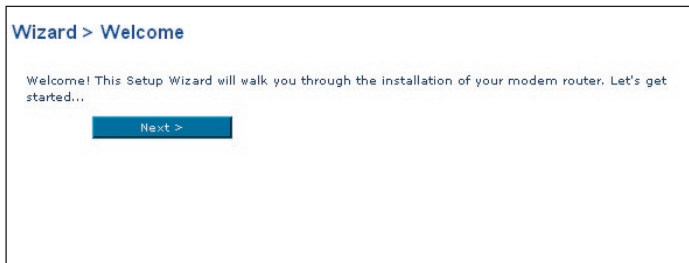 Wizard > Welcome
Welcome! This Setup Wizard will walk you through the installation of your modem router. Let's get
started...
Next >